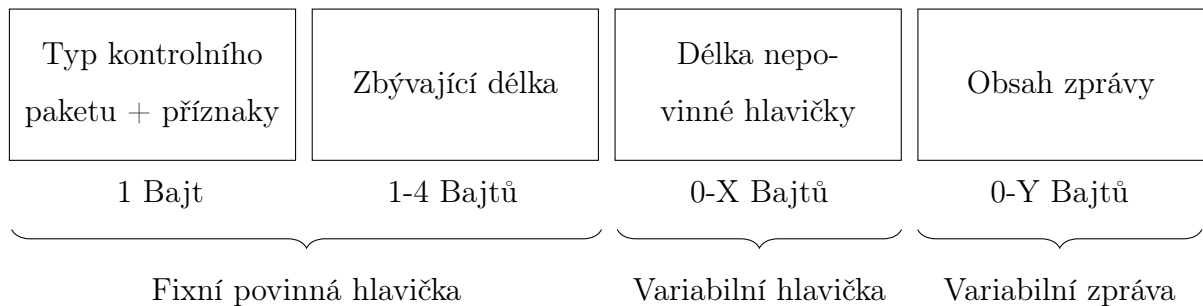 Typ kontrolního
paketu + příznaky
Zbývající délka
Délka nepo-
vinné hlavičky
Obsah zprávy
1 Bajt
1-4 Bajtů
0-X Bajtů
0-Y Bajtů
Fixní povinná hlavička
Variabilní hlavička
Variabilní zpráva